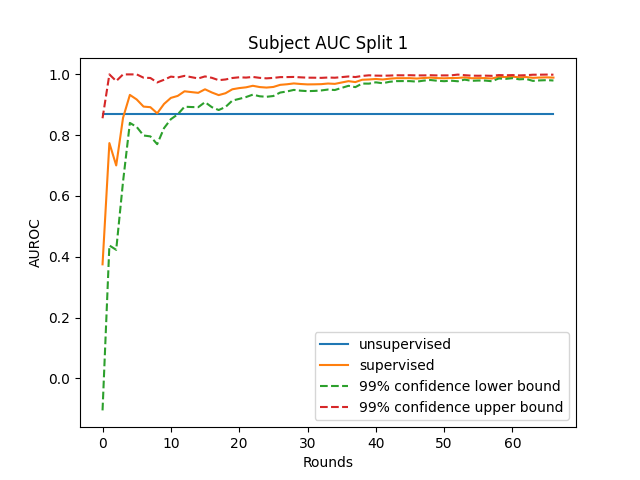 Subject AUC Split 1
AUROC
1.0
0.8
0.6
0.4
0.2
0.0
0 10 20 30 40 50 60
Rounds
unsupervised
supervised
99% confidence lower bound
99% confidence upper bound